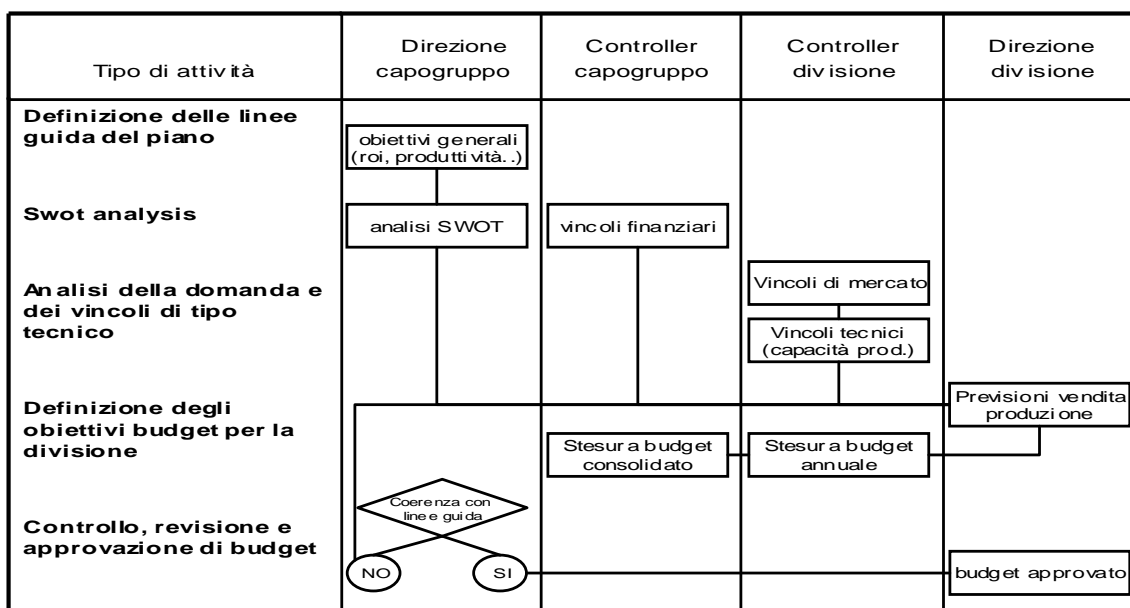 Tipo di attività
Direzione
capogruppo
Controller
capogruppo
Controller
divisione
Direzione
divisione
Definizione delle linee
guida del piano
obiettivi generali
(roi, produttività..)
Swot analysis
analisi SWOT
vincoli finanziari
Analisi della domanda e
dei vincoli di tipo
tecnico
Vincoli di mercato
Vincoli tecnici
(capacità prod.)
Definizione degli
obiettivi budget per la
divisione
Previsioni vendita
produzione
Stesura budget
consolidato
Stesura budget
annuale
Controllo, revisione e
approvazione di budget
Coerenza con
linee guida
NO
SI
budget approvato